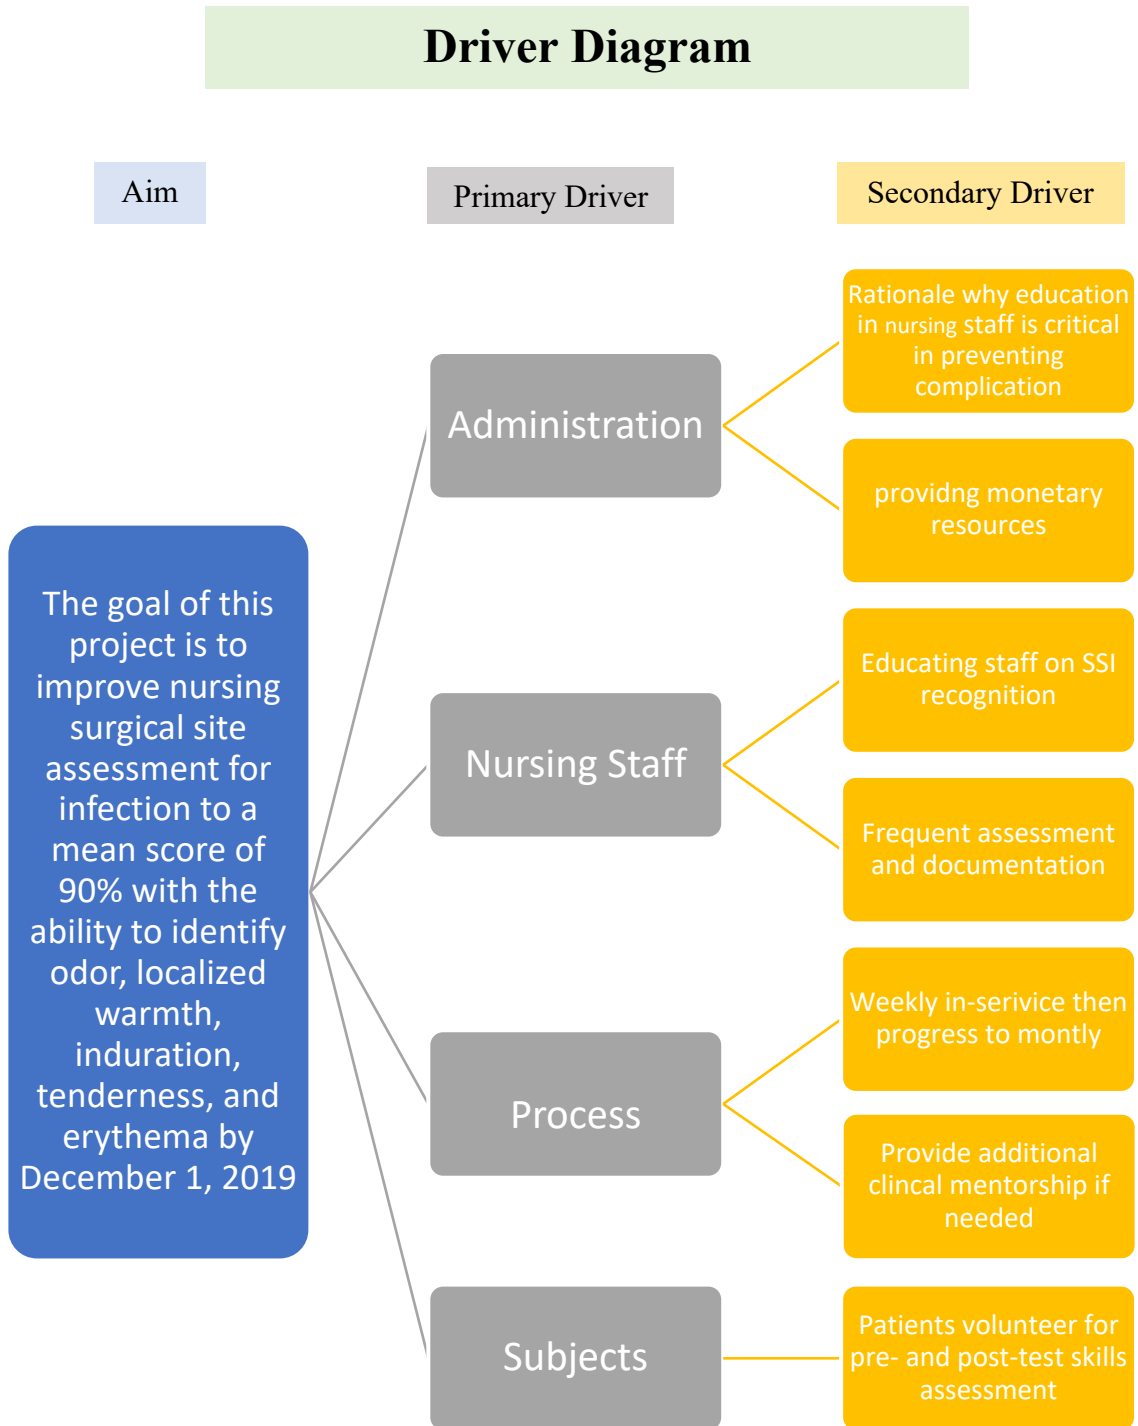 Driver Diagram
Aim
Primary Driver
Secondary Driver
The goal of this
project is to
improve nursing
surgical site
assessment for
infection to a
mean score of
90% with the
ability to identify
odor, localized
warmth,
induration,
tenderness, and
erythema by
December 1, 2019
Administration
Rationale why education
in nursing staff is critical
in preventing
complication
providng monetary
resources
Nursing Staff
Educating staff on SSI
recognition
Frequent assessment
and documentation
Process
Weekly in-serivice then
progress to montly
Provide additional
clincal mentorship if
needed
Subjects
Patients volunteer for
pre- and post-test skills
assessment